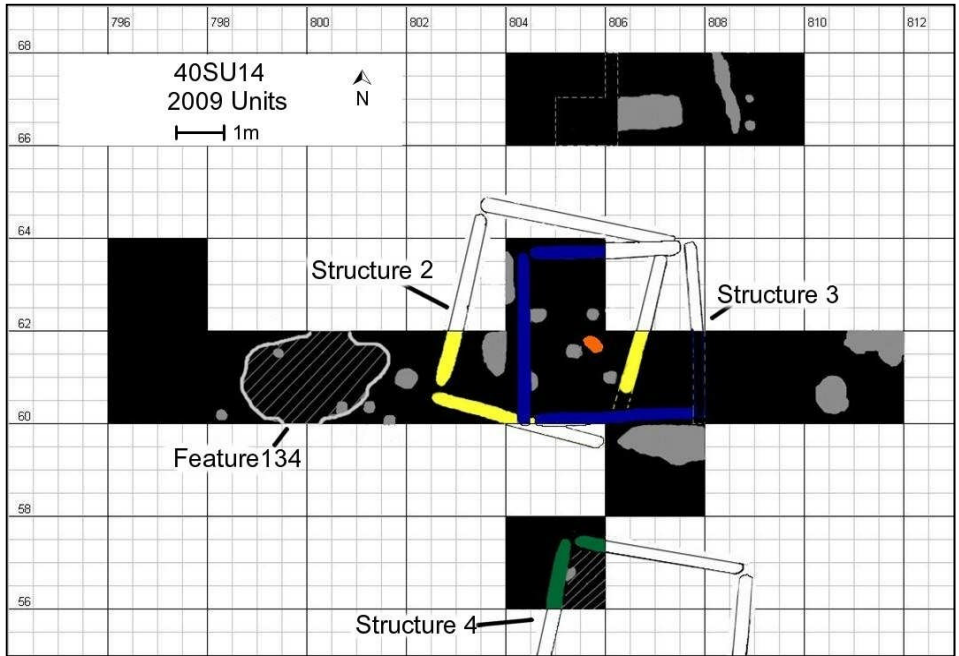 796 798 800 802 804 806 808 810 812
68
40SU14
2009 Units
N
1m
66
64
Structure 2
Structure 3
62
60
Feature134
58
56
Structure 4